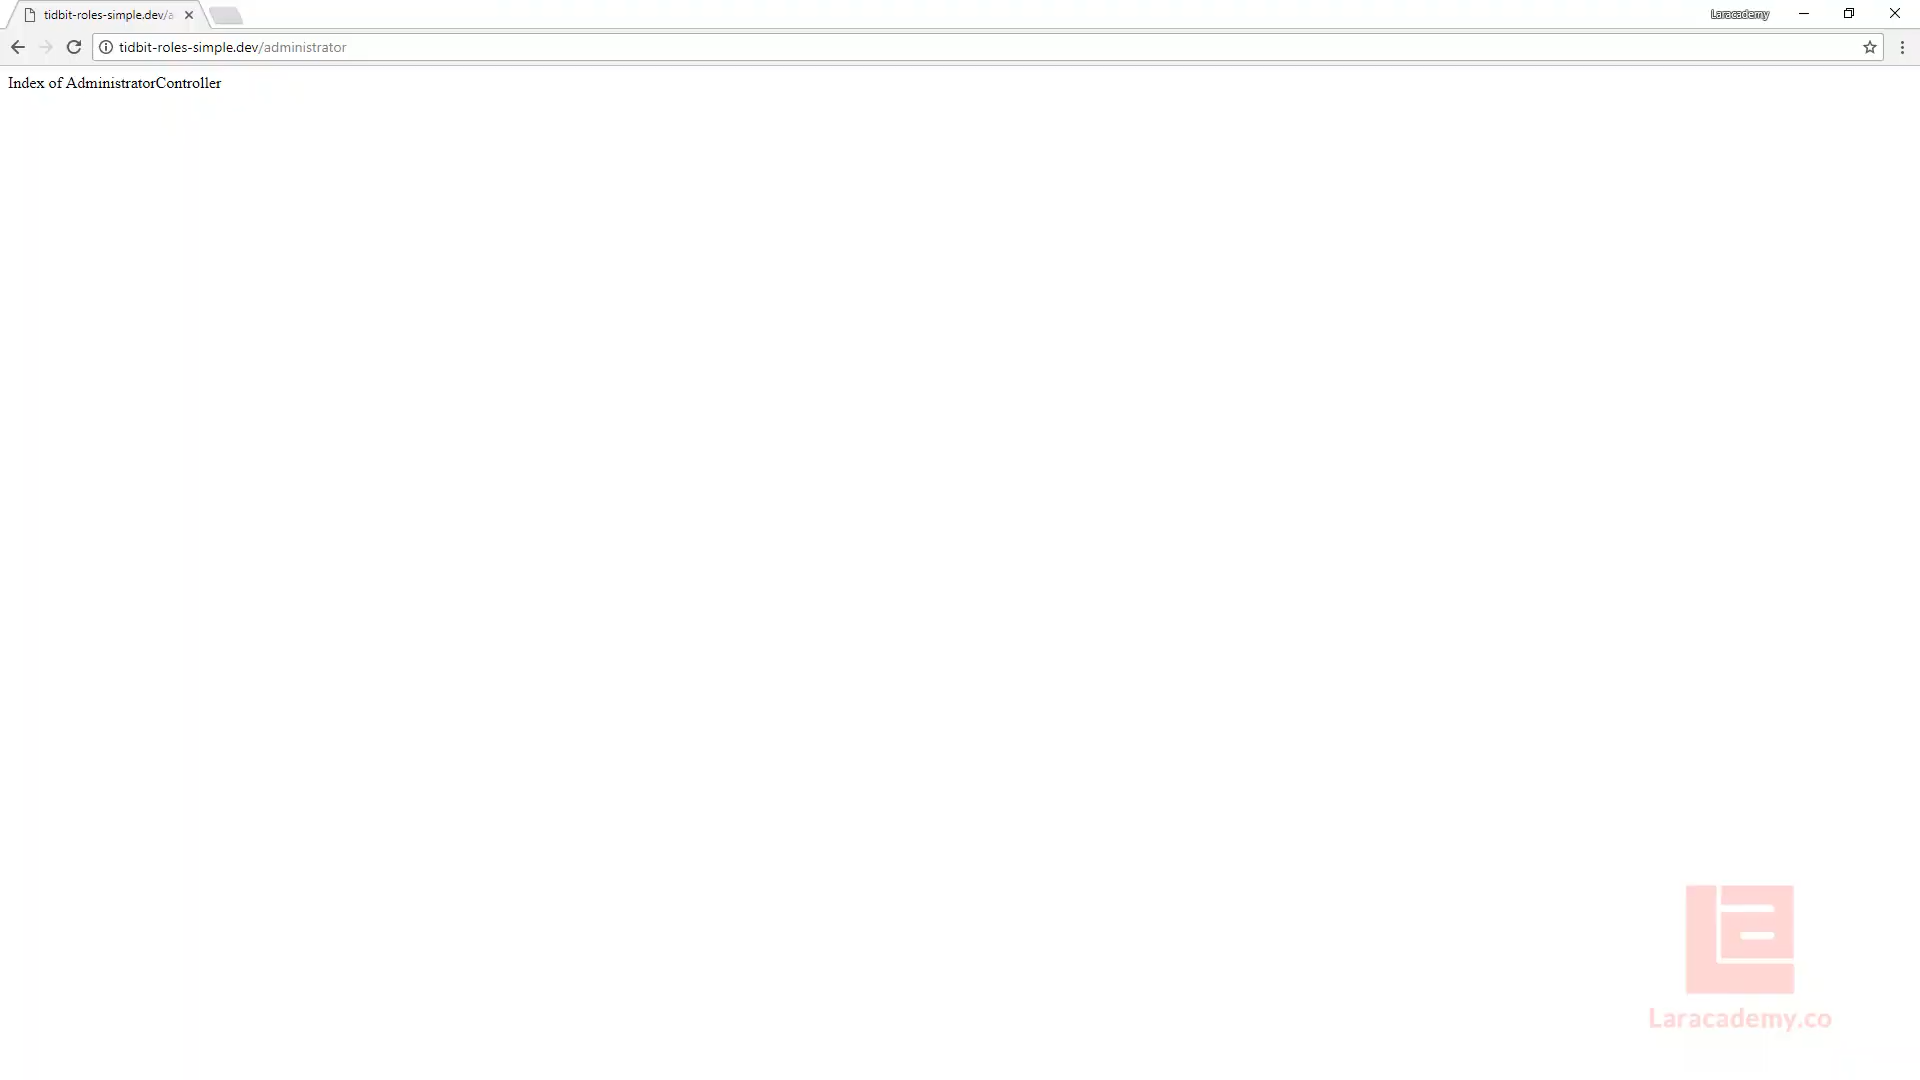 tidbit-roles-simple.dev/a
Laracademy
tidbit-roles-simple.dev/administrator
Index of AdministratorController
Laracademy.co